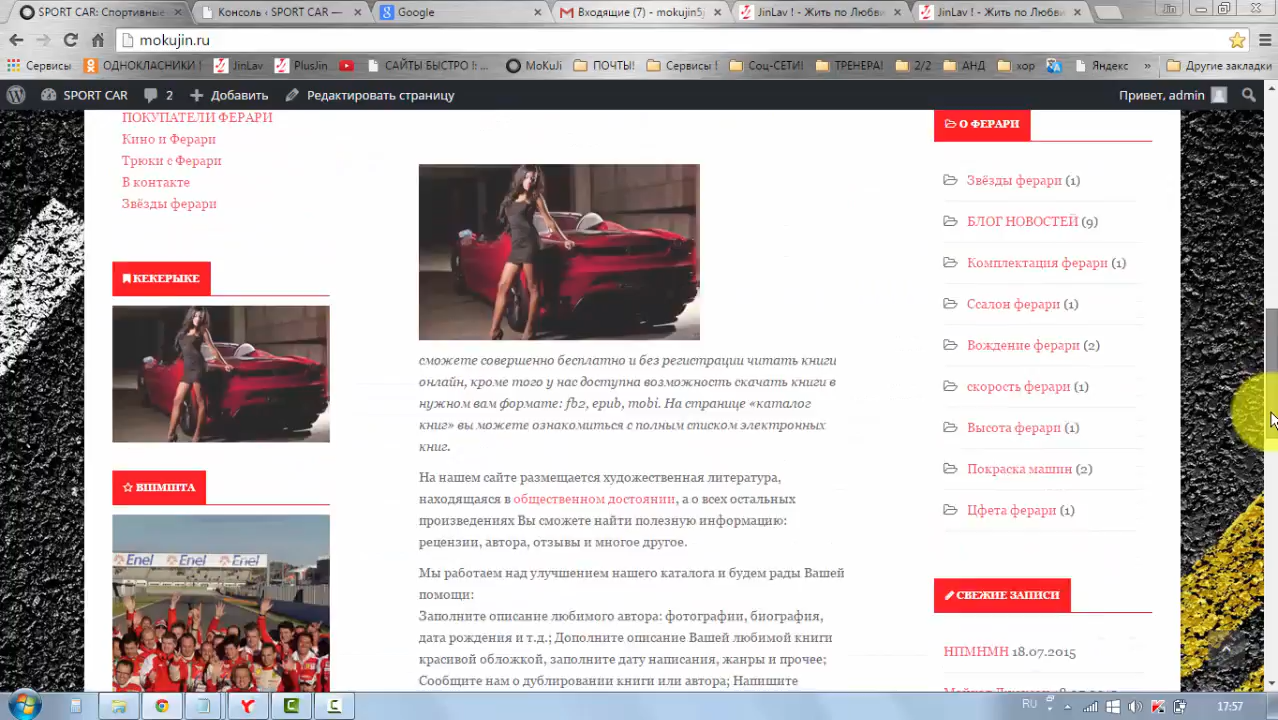 SPORT CAR Спортивные
Консоль ‹ SPORT CAR —
Google
Входящие (7) - mokujin5
JinLav ! - Жить по Любви
JinLav ! - Жить по Любви
mokujin.ru
Сервисы
ОДНОКЛАССНИКИ
JinLav
PlusJin
САЙТЫ БЫСТРО !: ...
MoKuJi
ПОЧТЫ!
Сервисы !
Соц-СЕТИ!
ТРЕНЕРА!
2/2
АНД
хор
Яндекс
»
Другие закладки
SPORT CAR
2
Добавить
Редактировать страницу
Привет, admin
ПОКУПАТЕЛИ ФЕРАРИ
Кино и Ферари
Трюки с Ферари
В контакте
Звёзды ферари
КЕКЕРЫКЕ
ВПМПТА
Enel
Enel
сможете совершенно бесплатно и без регистрации читать книги
онлайн, кроме того у нас доступна возможность скачать книги в
нужном вам формате: fb2, epub, mobi. На странице «каталог
книг» вы можете ознакомиться с полным списком электронных
книг.
На нашем сайте размещается художественная литература,
находящаяся в общественном достоянии, а о всех остальных
произведениях Вы сможете найти полезную информацию:
рецензии, автора, отзывы и многое другое.
Мы работаем над улучшением нашего каталога и будем рады Вашей
помощи:
Заполните описание любимого автора: фотографии, биография,
дата рождения и т.д.; Дополните описание Вашей любимой книги
красивой обложкой, заполните дату написания, жанры и прочее;
Сообщите нам о дублировании книги или автора; Напишите
О ФЕРАРИ
Звёзды ферари (1)
БЛОГ НОВОСТЕЙ (9)
Комплектация ферари (1)
Ссалон ферари (1)
Вождение ферари (2)
скорость ферари (1)
Высота ферари (1)
Покраска машин (2)
Цфета ферари (1)
СВЕЖИЕ ЗАПИСИ
НПМНМН 18.07.2015
RU
17:57